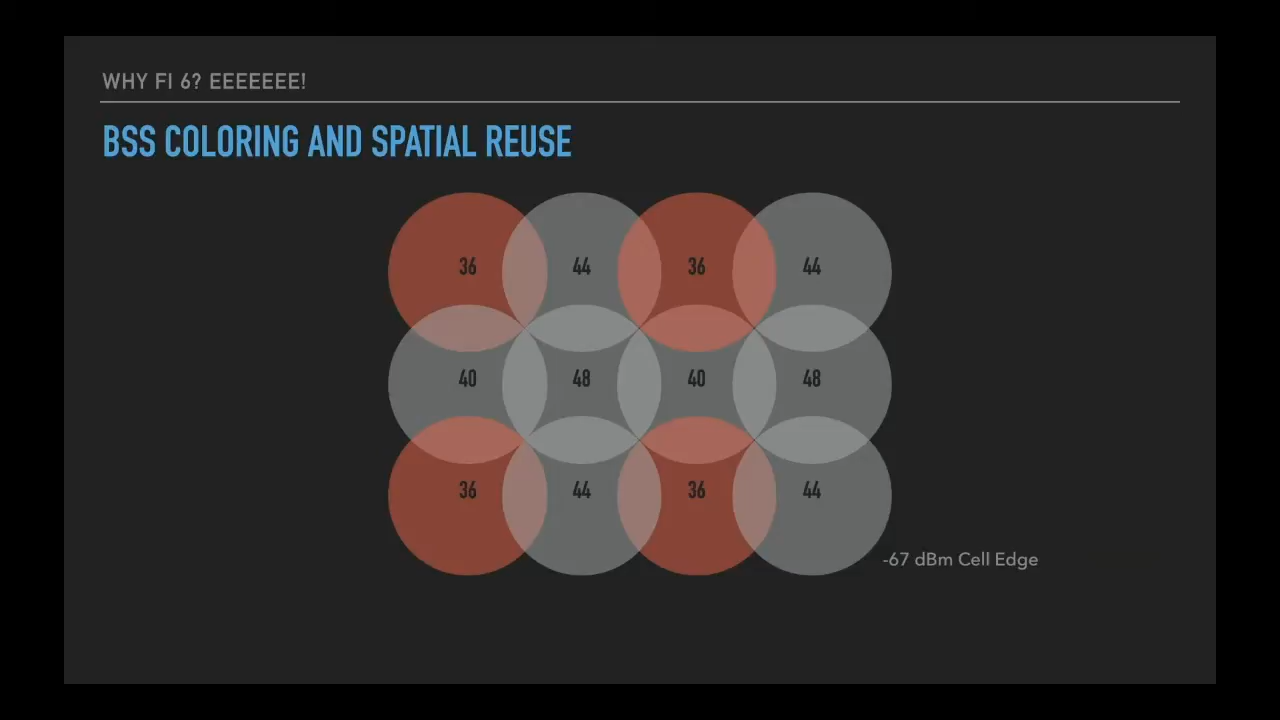 WHY FI 6? EEEEEEE!
BSS COLORING AND SPATIAL REUSE
36 44 36 44
40 48 40 48
36 44 36 44
-67 dBm Cell Edge